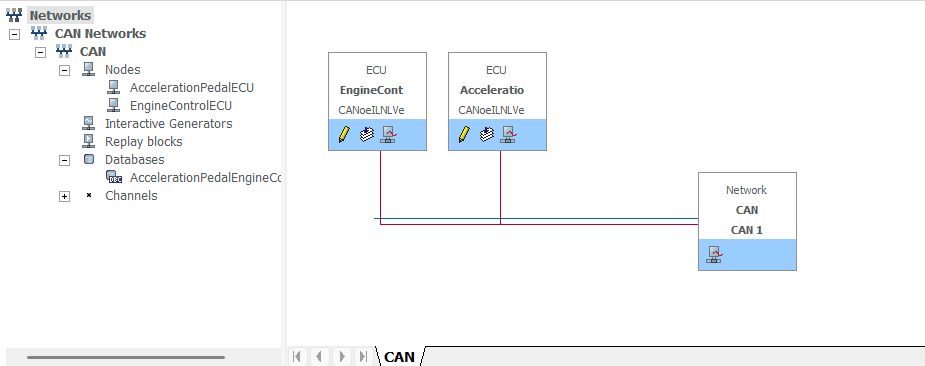 Networks
CAN Networks
CAN
Nodes
AccelerationPedalECU
EngineControlECU
Interactive Generators
Replay blocks
Databases
DBC
AccelerationPedalEngineCo
Channels
ECU
EngineCont
CANoeILNLVe
ECU
Acceleratio
CANoeILNLVe
Network
CAN
CAN 1
CAN